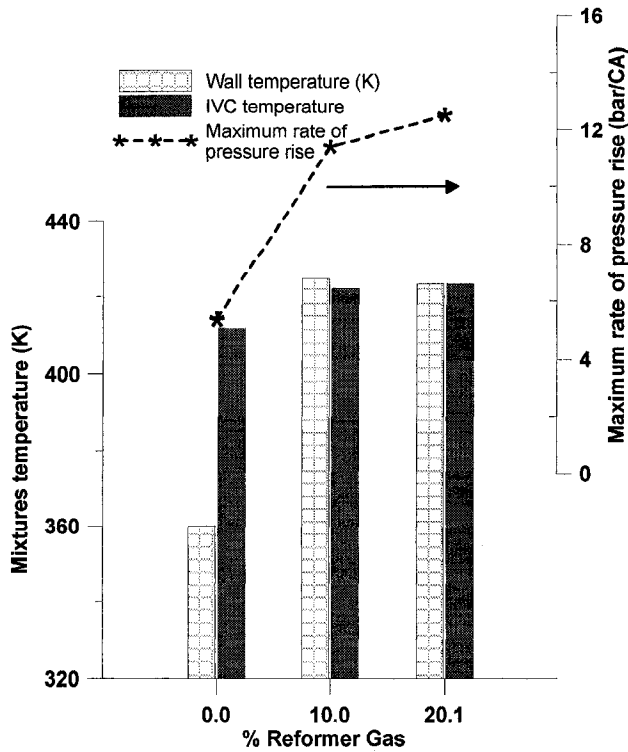 16
Wall temperature (K)
IVC temperature
Maximum rate of
pressure rise
12
440
8
400
4
0
360
320
0.0 10.0 20.1
% Reformer Gas
Mixtures temperature (K)
Maximum rate of pressure rise (bar/CA)